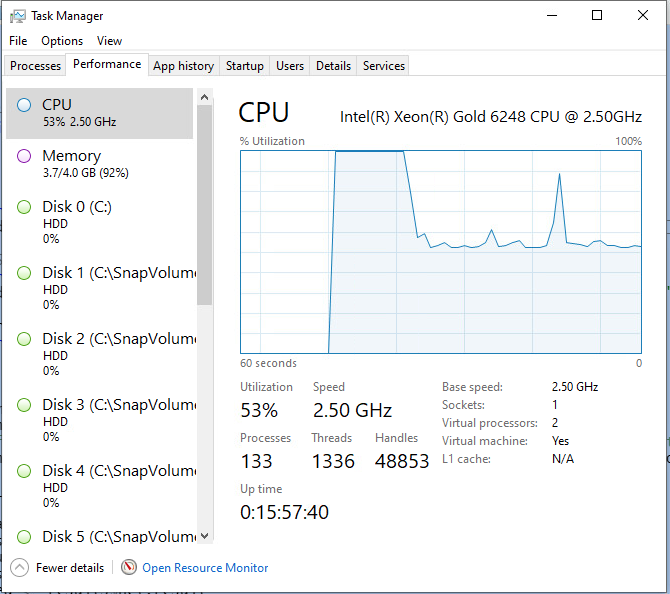 Task Manager
File Options View
Processes Performance App history Startup Users Details Services
CPU
53% 2.50 GHz
Memory
3.7/4.0 GB (92%)
Disk 0 (C:)
HDD
0%
Disk 1 (C:\SnapVolume
HDD
0%
Disk 2 (C:\SnapVolume
HDD
0%
Disk 3 (C:\SnapVolume
HDD
0%
Disk 4 (C:\SnapVolume
HDD
0%
Disk 5 (C:\SnapVolume
CPU
Intel(R) Xeon(R) Gold 6248 CPU @ 2.50GHz
% Utilization 100%
60 seconds 0
Utilization Speed
53% 2.50 GHz
Processes Threads Handles
133 1336 48853
Up time
0:15:57:40
Base speed: 2.50 GHz
Sockets: 1
Virtual processors: 2
Virtual machine: Yes
L1 cache: N/A
Fewer details Open Resource Monitor